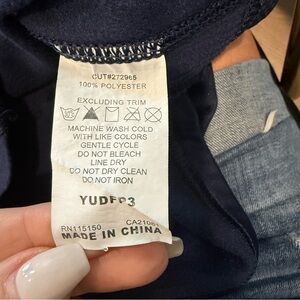 CUT#272965
100% POLYESTER
EXCLUDING TRIM
MACHINE WASH COLD
WITH LIKE COLORS
GENTLE CYCLE
DO NOT BLEACH
LINE DRY
DO NOT DRY CLEAN
DO NOT IRON
RN115150
MADE IN CHINA